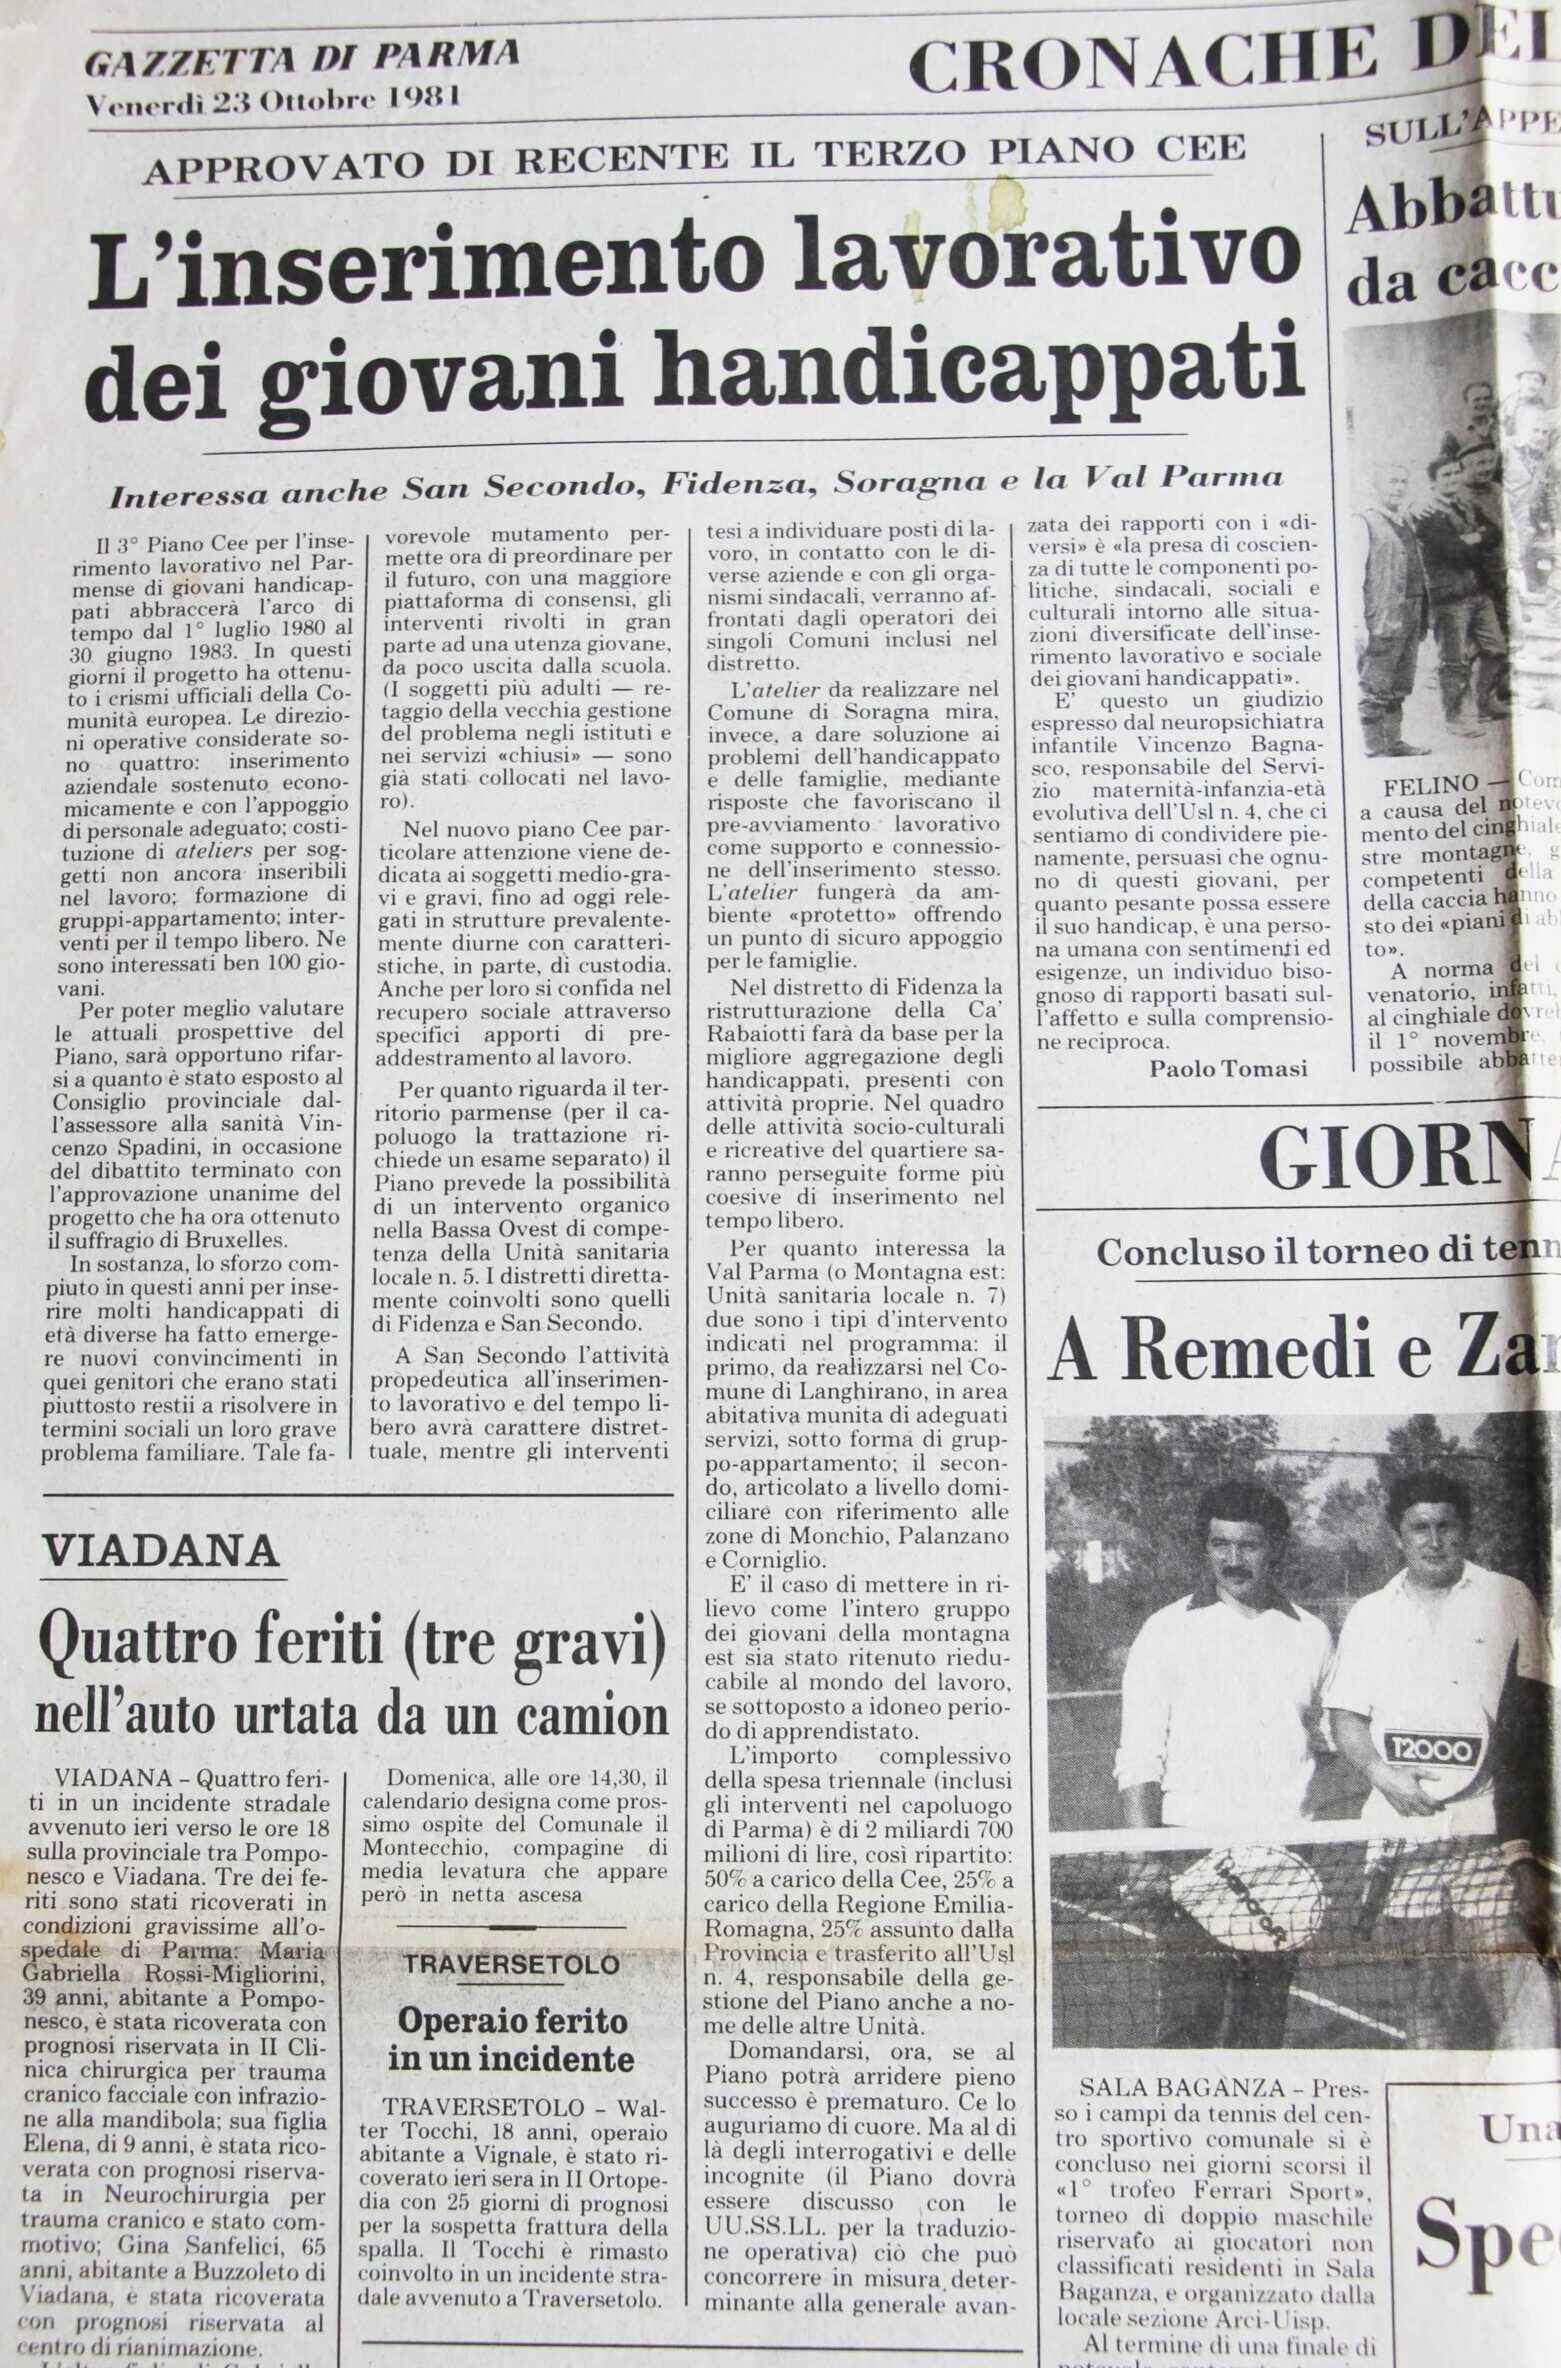 GAZZETTA DI PARMA
Venerdì 23 Ottobre 1981
CRONACHE DEL
APPROVATO DI RECENTE IL TERZO PIANO CEE
L'inserimento lavorativo
dei giovani handicappati
Interessa anche San Secondo, Fidenza, Soragna e la Val Parma
Il 3° Piano Cee per l'inse-
rimento lavorativo nel Par-
mense di giovani handicap-
pati abbraccerà l'arco di
tempo dal 1° luglio 1980 al
30 giugno 1983. In questi
giorni il progetto ha ottenu-
to i crismi ufficiali della Co-
munità europea. Le direzio-
ni operative considerate so-
no quattro: inserimento
aziendale sostenuto econo-
micamente e con l'appoggio
di personale adeguato; costi-
tuzione di ateliers per sog-
getti non ancora inseribili
nel lavoro; formazione di
gruppi-appartamento; inter-
venti per il tempo libero. Ne
sono interessati ben 100 gio-
vani.
Per poter meglio valutare
le attuali prospettive del
Piano, sarà opportuno rifar-
si a quanto è stato esposto al
Consiglio provinciale dal-
l'assessore alla sanità Vin-
cenzo Spadini, in occasione
del dibattito terminato con
l'approvazione unanime del
progetto che ha ora ottenuto
il suffragio di Bruxelles.
In sostanza, lo sforzo com-
piuto in questi anni per inse-
rire molti handicappati di
età diverse ha fatto emerge-
re nuovi convincimenti in
quei genitori che erano stati
piuttosto restii a risolvere in
termini sociali un loro grave
problema familiare. Tale fa-
vorevole mutamento per-
mette ora di preordinare per
il futuro, con una maggiore
piattaforma di consensi, gli
interventi rivolti in gran
parte ad una utenza giovane,
da poco uscita dalla scuola.
(I soggetti più adulti — re-
taggio della vecchia gestione
del problema negli istituti e
nei servizi «chiusi» — sono
già stati collocati nel lavo-
ro).
Nel nuovo piano Cee par-
ticolare attenzione viene de-
dicata ai soggetti medio-gra-
vi e gravi, fino ad oggi rele-
gati in strutture prevalente-
mente diurne con caratteri-
stiche, in parte, di custodia.
Anche per loro si confida nel
recupero sociale attraverso
specifici apporti di pre-
addestramento al lavoro.
Per quanto riguarda il ter-
ritorio parmense (per il ca-
poluogo la trattazione ri-
chiede un esame separato) il
Piano prevede la possibilità
di un intervento organico
nella Bassa Ovest di compe-
tenza della Unità sanitaria
locale n. 5. I distretti diretta-
mente coinvolti sono quelli
di Fidenza e San Secondo.
A San Secondo l'attività
propedeutica all'inserimen-
to lavorativo e del tempo li-
bero avrà carattere distret-
tuale, mentre gli interventi
tesi a individuare posti di la-
voro, in contatto con le di-
verse aziende e con gli orga-
nismi sindacali, verranno af-
frontati dagli operatori dei
singoli Comuni inclusi nel
distretto.
L'atelier da realizzare nel
Comune di Soragna mira,
invece, a dare soluzione ai
problemi dell'handicappato
e delle famiglie, mediante
risposte che favoriscano il
pre-avviamento lavorativo
come supporto e connessio-
ne dell'inserimento stesso.
L'atelier fungerà da am-
biente «protetto» offrendo
un punto di sicuro appoggio
per le famiglie.
Nel distretto di Fidenza la
ristrutturazione della Ca'
Rabaiotti farà da base per la
migliore aggregazione degli
handicappati, presenti con
attività proprie. Nel quadro
delle attività socio-culturali
e ricreative del quartiere sa-
ranno perseguite forme più
coesive di inserimento nel
tempo libero.
Per quanto interessa la
Val Parma (o Montagna est:
Unità sanitaria locale n. 7)
due sono i tipi d'intervento
indicati nel programma: il
primo, da realizzarsi nel Co-
mune di Langhirano, in area
abitativa munita di adeguati
servizi, sotto forma di grup-
po-appartamento; il secon-
do, articolato a livello domi-
ciliare con riferimento alle
zone di Monchio, Palanzano
e Corniglio.
E' il caso di mettere in ri-
lievo come l'intero gruppo
dei giovani della montagna
est sia stato ritenuto riedu-
cabile al mondo del lavoro,
se sottoposto a idoneo perio-
do di apprendistato.
L'importo complessivo
della spesa triennale (inclusi
gli interventi nel capoluogo
di Parma) è di 2 miliardi 700
milioni di lire, così ripartito:
50% a carico della Cee, 25% a
carico della Regione Emilia-
Romagna, 25% assunto dalla
Provincia e trasferito all'Usl
n. 4, responsabile della ge-
stione del Piano anche a no-
me delle altre Unità.
Domandarsi, ora, se al
Piano potrà arridere pieno
successo è prematuro. Ce lo
auguriamo di cuore. Ma al di
là degli interrogativi e delle
incognite (il Piano dovrà
essere discusso con le
UU.SS.LL. per la traduzio-
ne operativa) ciò che può
concorrere in misura deter-
minante alla generale avan-
zata dei rapporti con i «di-
versi» è «la presa di coscien-
za di tutte le componenti po-
litiche, sindacali, sociali e
culturali intorno alle situa-
zioni diversificate dell'inse-
rimento lavorativo e sociale
dei giovani handicappati».
E' questo un giudizio
espresso dal neuropsichiatra
infantile Vincenzo Bagna-
sco, responsabile del Servi-
zio maternità-infanzia-età
evolutiva dell'Usl n. 4, che ci
sentiamo di condividere pie-
namente, persuasi che ognu-
no di questi giovani, per
quanto pesante possa essere
il suo handicap, è una perso-
na umana con sentimenti ed
esigenze, un individuo biso-
gnoso di rapporti basati sul-
l'affetto e sulla comprensio-
ne reciproca.
Paolo Tomasi
VIADANA
Quattro feriti (tre gravi)
nell'auto urtata da un camion
VIADANA – Quattro feri-
ti in un incidente stradale
avvenuto ieri verso le ore 18
sulla provinciale tra Pompo-
nesco e Viadana. Tre dei fe-
riti sono stati ricoverati in
condizioni gravissime all'o-
spedale di Parma: Maria
Gabriella Rossi-Migliorini,
39 anni, abitante a Pompo-
nesco, è stata ricoverata con
prognosi riservata in II Cli-
nica chirurgica per trauma
cranico facciale con infrazio-
ne alla mandibola; sua figlia
Elena, di 9 anni, è stata rico-
verata con prognosi riserva-
ta in Neurochirurgia per
trauma cranico e stato com-
motivo; Gina Sanfelici, 65
anni, abitante a Buzzoleto di
Viadana, è stata ricoverata
con prognosi riservata al
centro di rianimazione.
Domenica, alle ore 14,30, il
calendario designa come pros-
simo ospite del Comunale il
Montecchio, compagine di
media levatura che appare
però in netta ascesa
TRAVERSETOLO
Operaio ferito
in un incidente
TRAVERSETOLO – Wal-
ter Tocchi, 18 anni, operaio
abitante a Vignale, è stato ri-
coverato ieri sera in II Ortope-
dia con 25 giorni di prognosi
per la sospetta frattura della
spalla. Il Tocchi è rimasto
coinvolto in un incidente stra-
dale avvenuto a Traversetolo.
SULL'APPE
Abbattu
da cacc
FELINO — Com
a causa del notev
mento del cinghiale
stre montagne, g
competenti della
della caccia hanno
sto dei «piani di ab
to».
A norma del c
venatorio, infatti,
al cinghiale dovre
il 1° novembre,
possibile abbatte
GIORNA
Concluso il torneo di tenn
A Remedi e Zan
T2000
Bancroft
SALA BAGANZA – Pres-
so i campi da tennis del cen-
tro sportivo comunale si è
concluso nei giorni scorsi il
«1° trofeo Ferrari Sport»,
torneo di doppio maschile
riservato ai giocatori non
classificati residenti in Sala
Baganza, e organizzato dalla
locale sezione Arci-Uisp.
Al termine di una finale di
Una
Spe